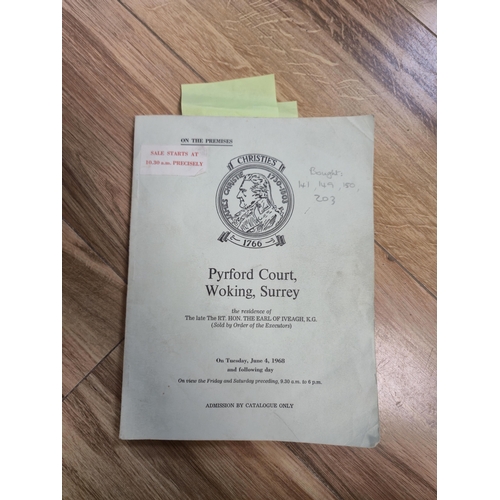 ON THE PREMISES
SALE STARTS AT
10.30 a.m. PRECISELY
CHRISTIE'S
JAMES CHRISTIE 1730-1803
1766
Bought
141, 149, 150,
203
Pyrford Court,
Woking, Surrey
the residence of
The late The RT. HON. THE EARL OF IVEAGH, K.G.
(Sold by Order of the Executors)
On Tuesday, June 4, 1968
and following day
On view the Friday and Saturday preceding, 9.30 a.m. to 6 p.m.
ADMISSION BY CATALOGUE ONLY